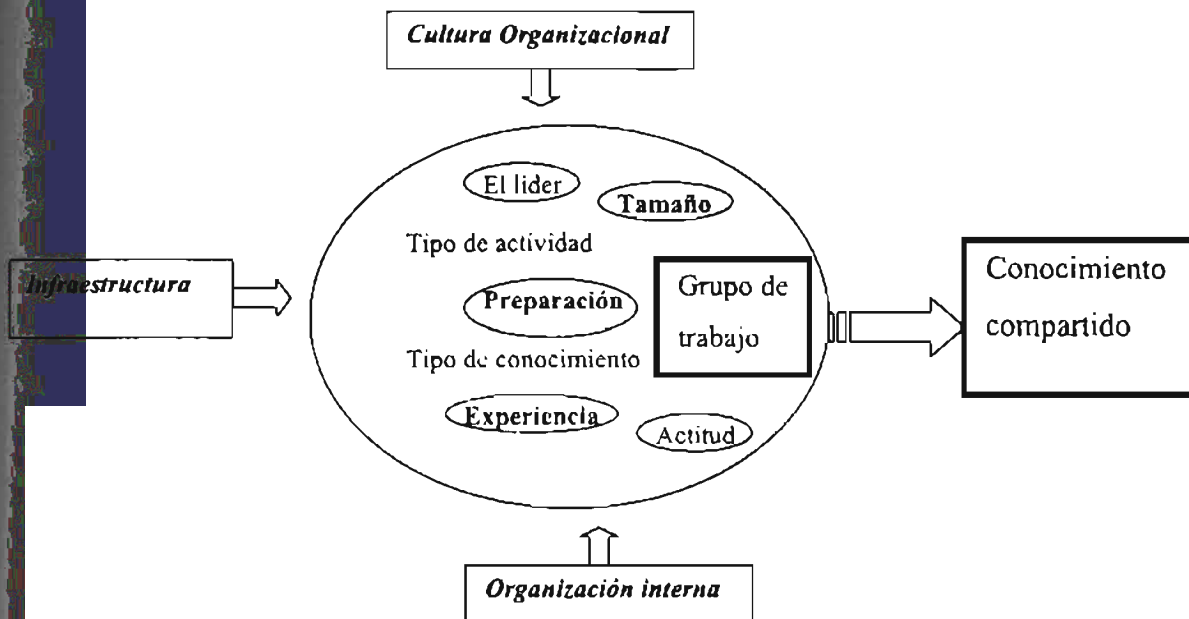 Cultura Organizacional
El lider
Tamaño
Tipo de actividad
Infraestructura
Preparación
Grupo de
trabajo
Conocimiento
compartido
Tipo de conocimiento
Experiencia
Actitud
Organización interna